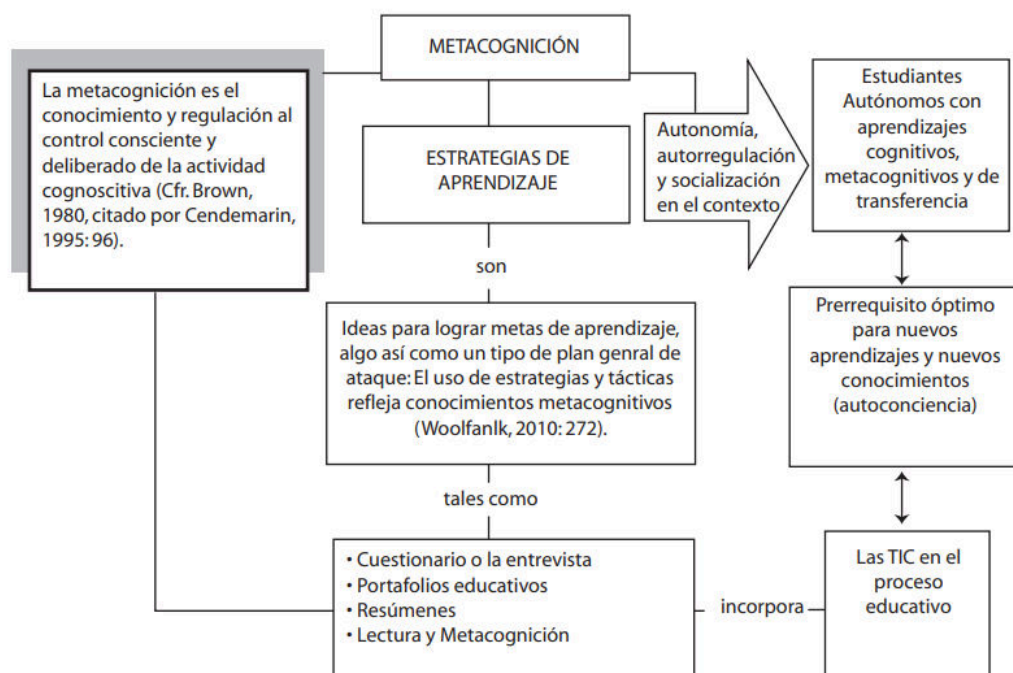 METACOGNICIÓN
La metacognición es el
conocimiento y regulación al
control consciente y
deliberado de la actividad
cognoscitiva (Cfr. Brown,
1980, citado por Cendemarin,
1995: 96).
ESTRATEGIAS DE
APRENDIZAJE
Autonomía,
autorregulación
y socialización
en el contexto
Estudiantes
Autónomos con
aprendizajes
cognitivos,
metacognitivos y de
transferencia
son
Ideas para lograr metas de aprendizaje,
algo así como un tipo de plan genral de
ataque: El uso de estrategias y tácticas
refleja conocimientos metacognitivos
(Woolfanlk, 2010: 272).
Prerrequisito óptimo
para nuevos
aprendizajes y nuevos
conocimientos
(autoconciencia)
tales como
• Cuestionario o la entrevista
• Portafolios educativos
• Resúmenes
• Lectura y Metacognición
incorpora
Las TIC en el
proceso
educativo